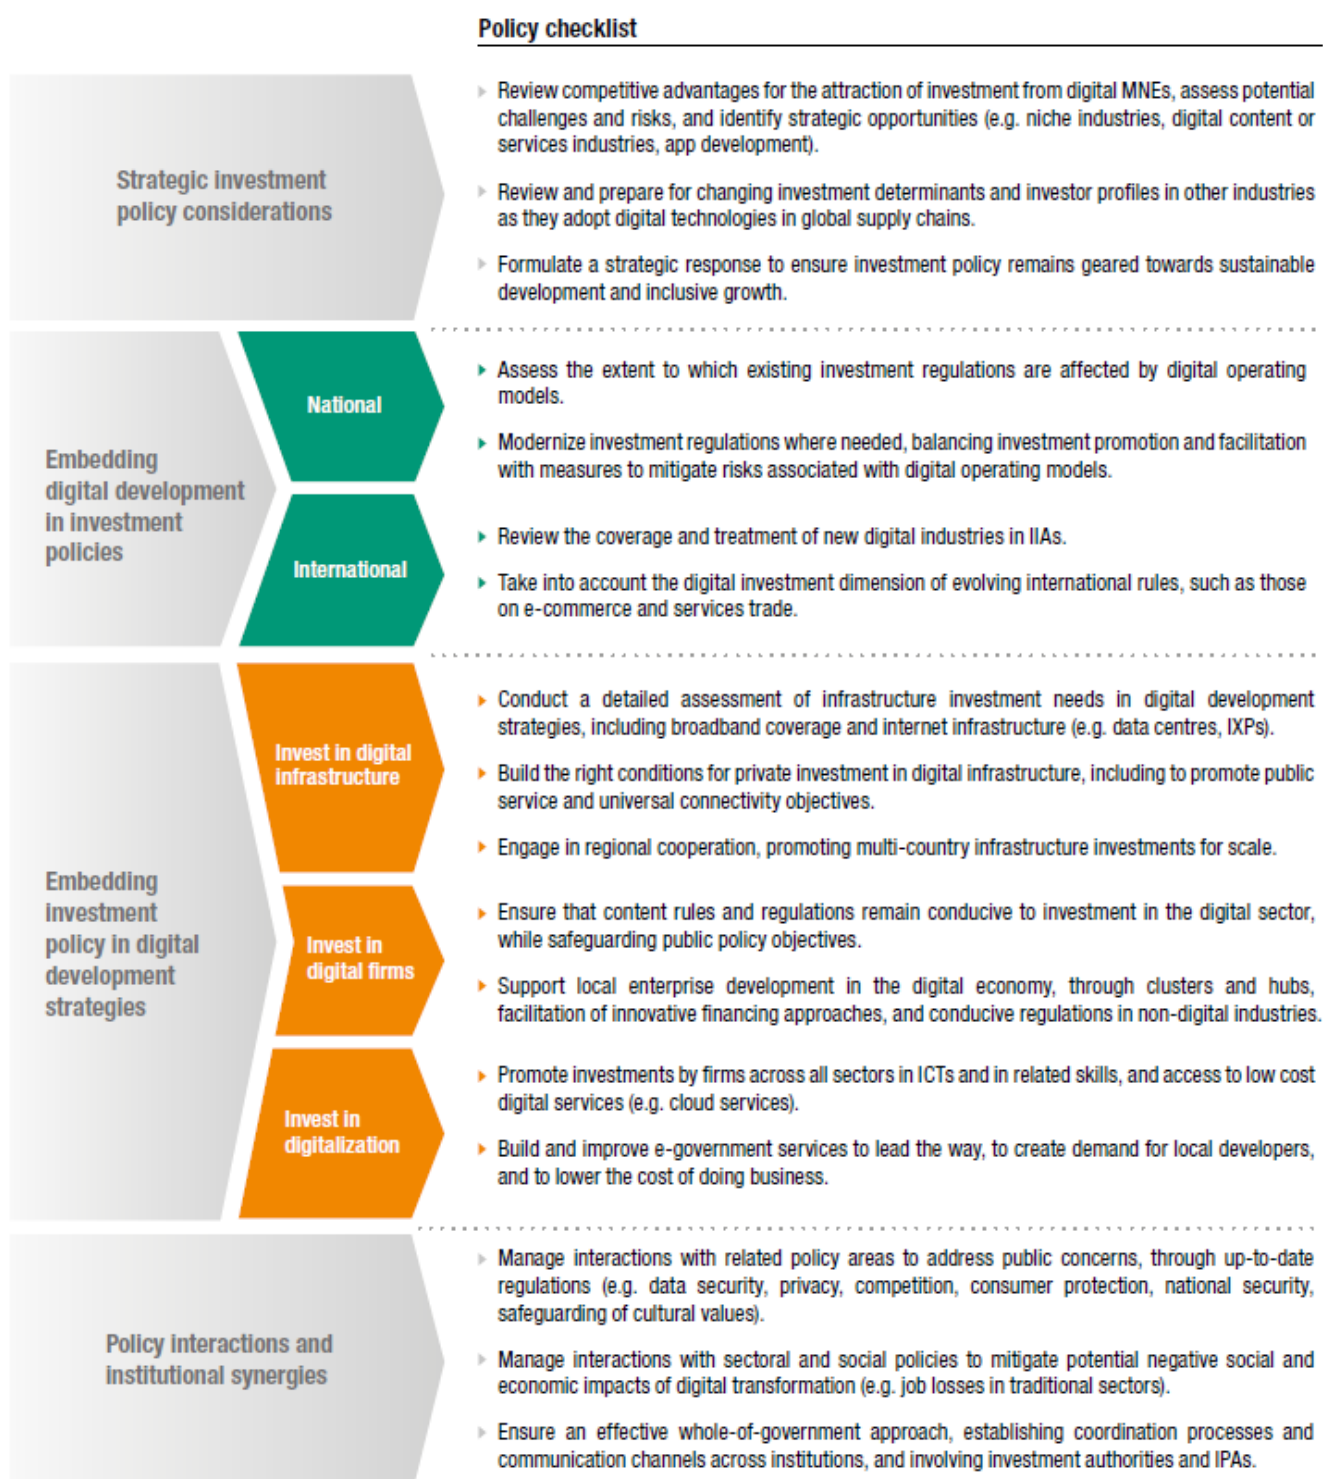 Policy checklist
Strategic investment
policy considerations
Review competitive advantages for the attraction of investment from digital MNEs, assess potential
challenges and risks, and identify strategic opportunities (e.g. niche industries, digital content or
services industries, app development).
Review and prepare for changing investment determinants and investor profiles in other industries
as they adopt digital technologies in global supply chains.
Formulate a strategic response to ensure investment policy remains geared towards sustainable
development and inclusive growth.
Embedding
digital development
in investment
policies
National
Assess the extent to which existing investment regulations are affected by digital operating
models.
Modernize investment regulations where needed, balancing investment promotion and facilitation
with measures to mitigate risks associated with digital operating models.
International
Review the coverage and treatment of new digital industries in IIAs.
Take into account the digital investment dimension of evolving international rules, such as those
on e-commerce and services trade.
Embedding
investment
policy in digital
development
strategies
Invest in digital
infrastructure
Conduct a detailed assessment of infrastructure investment needs in digital development
strategies, including broadband coverage and internet infrastructure (e.g. data centres, IXPs).
Build the right conditions for private investment in digital infrastructure, including to promote public
service and universal connectivity objectives.
Engage in regional cooperation, promoting multi-country infrastructure investments for scale.
Invest in
digital firms
Ensure that content rules and regulations remain conducive to investment in the digital sector,
while safeguarding public policy objectives.
Support local enterprise development in the digital economy, through clusters and hubs,
facilitation of innovative financing approaches, and conducive regulations in non-digital industries.
Invest in
digitalization
Promote investments by firms across all sectors in ICTs and in related skills, and access to low cost
digital services (e.g. cloud services).
Build and improve e-government services to lead the way, to create demand for local developers,
and to lower the cost of doing business.
Policy interactions and
institutional synergies
Manage interactions with related policy areas to address public concerns, through up-to-date
regulations (e.g. data security, privacy, competition, consumer protection, national security,
safeguarding of cultural values).
Manage interactions with sectoral and social policies to mitigate potential negative social and
economic impacts of digital transformation (e.g. job losses in traditional sectors).
Ensure an effective whole-of-government approach, establishing coordination processes and
communication channels across institutions, and involving investment authorities and IPAs.